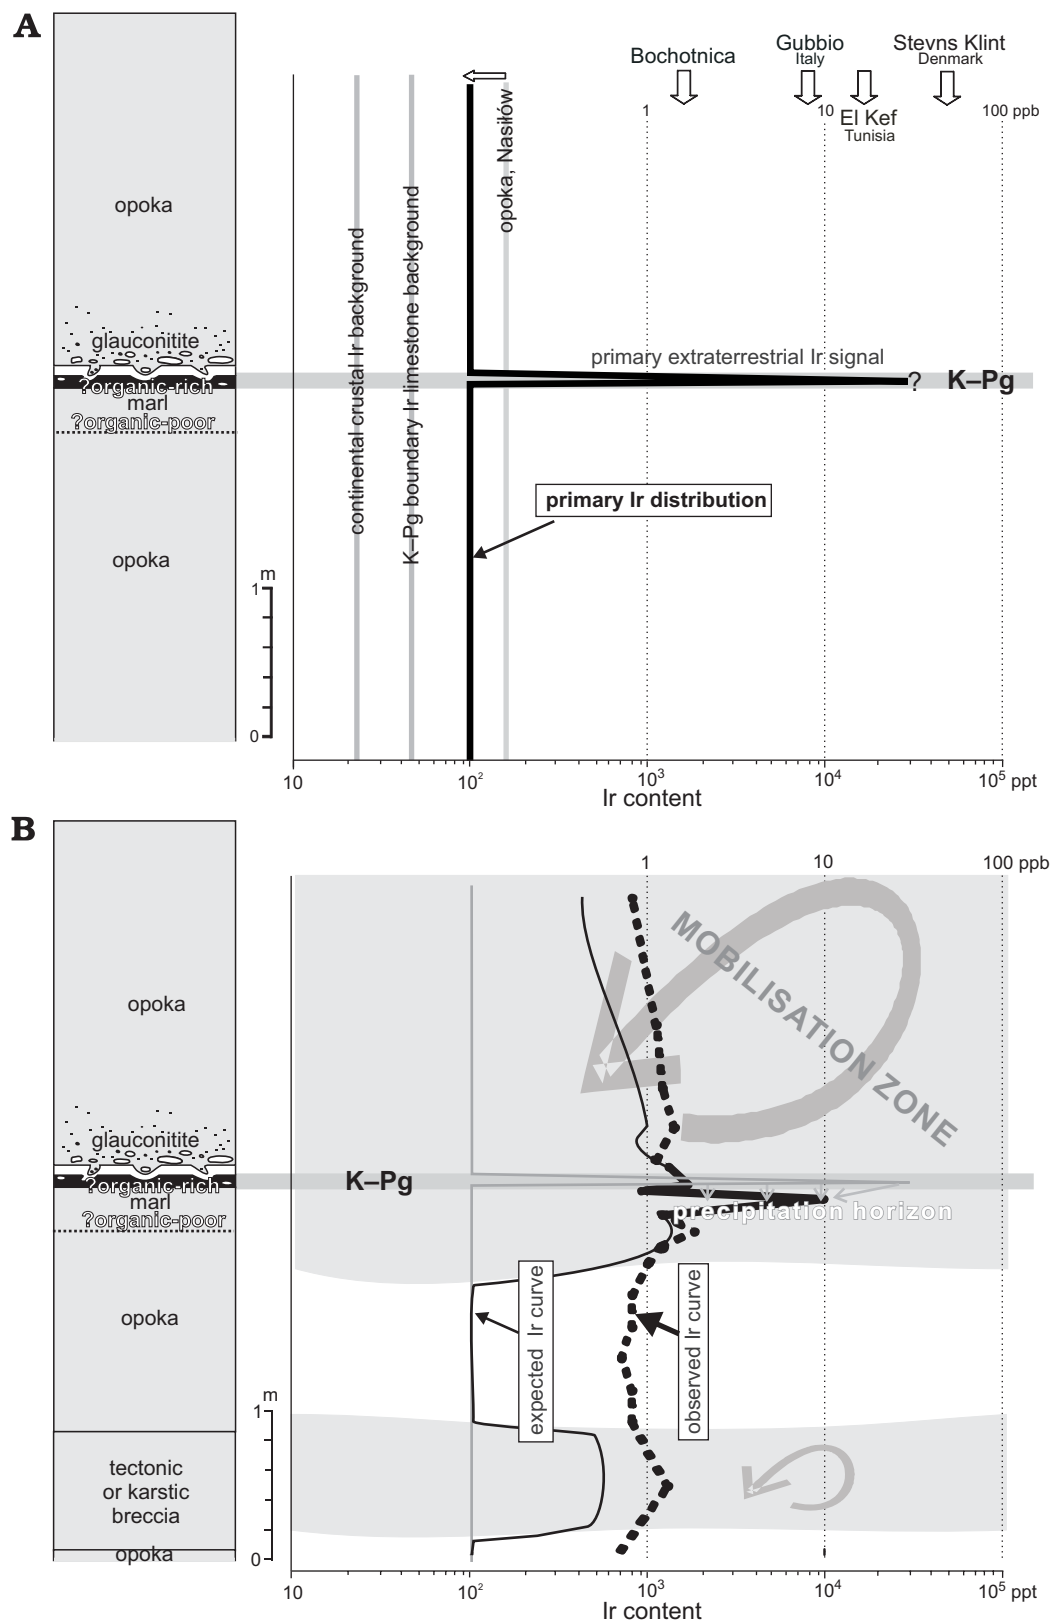 A
Bochotnica
Gubbio
Italy
Stevns Klint
Denmark
El Kef
Tunisia
1
10
100 ppb
opoka
glauconitite
?organic-rich
marl
?organic-poor
opoka
continental crustal Ir background
K–Pg boundary Ir limestone background
opoka, Nasiłów
primary extraterrestrial Ir signal
?
K–Pg
primary Ir distribution
m
1
0
10
10²
10³
10⁴
10⁵ ppt
Ir content
B
1
10
100 ppb
MOBILISATION ZONE
opoka
glauconitite
?organic-rich
marl
?organic-poor
K–Pg
precipitation horizon
opoka
expected Ir curve
observed Ir curve
m
1
0
tectonic
or karstic
breccia
opoka
10
10²
10³
10⁴
10⁵ ppt
Ir content